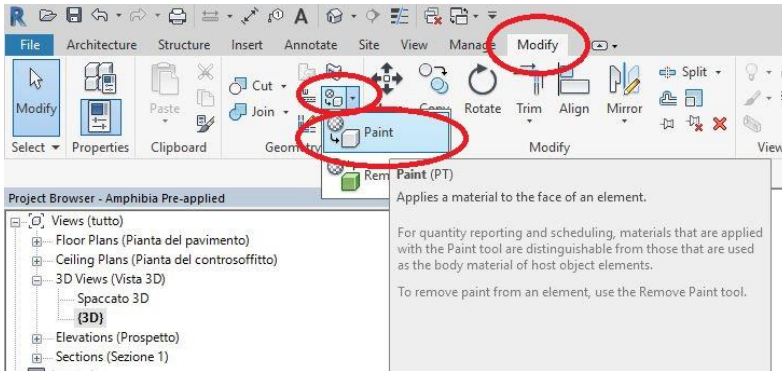 File Architecture Structure Insert Annotate Site View Manage Modify
Cut
Split
Modify
Paste
Join
Rotate Trim Align Mirror
Paint
Select Properties Clipboard Modify View
Paint (PT)
Applies a material to the face of an element.
For quantity reporting and scheduling, materials that are applied
with the Paint tool are distinguishable from those that are used
as the body material of host object elements.
To remove paint from an element, use the Remove Paint tool.
Project Browser - Amphibia Pre-applied
Views (tutto)
Floor Plans (Pianta del pavimento)
Ceiling Plans (Pianta del controsoffitto)
3D Views (Vista 3D)
Spaccato 3D
{3D}
Elevations (Prospetto)
Sections (Sezione 1)